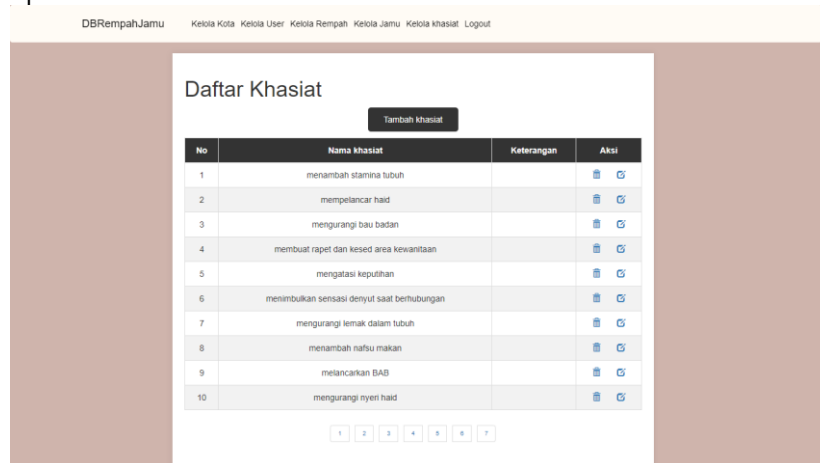 DBRempahJamu Kelola Kota Kelola User Kelola Rempah Kelola Jamu Kelola khasiat Logout
Daftar Khasiat
Tambah khasiat
No Nama khasiat Keterangan Aksi
1 menambah stamina tubuh
2 mempelancar haid
3 mengurangi bau badan
4 membuat rapet dan kesed area kewanitaan
5 mengatasi keputihan
6 menimbulkan sensasi denyut saat berhubungan
7 mengurangi lemak dalam tubuh
8 menambah nafsu makan
9 melancarkan BAB
10 mengurangi nyeri haid
1 2 3 4 5 6 7